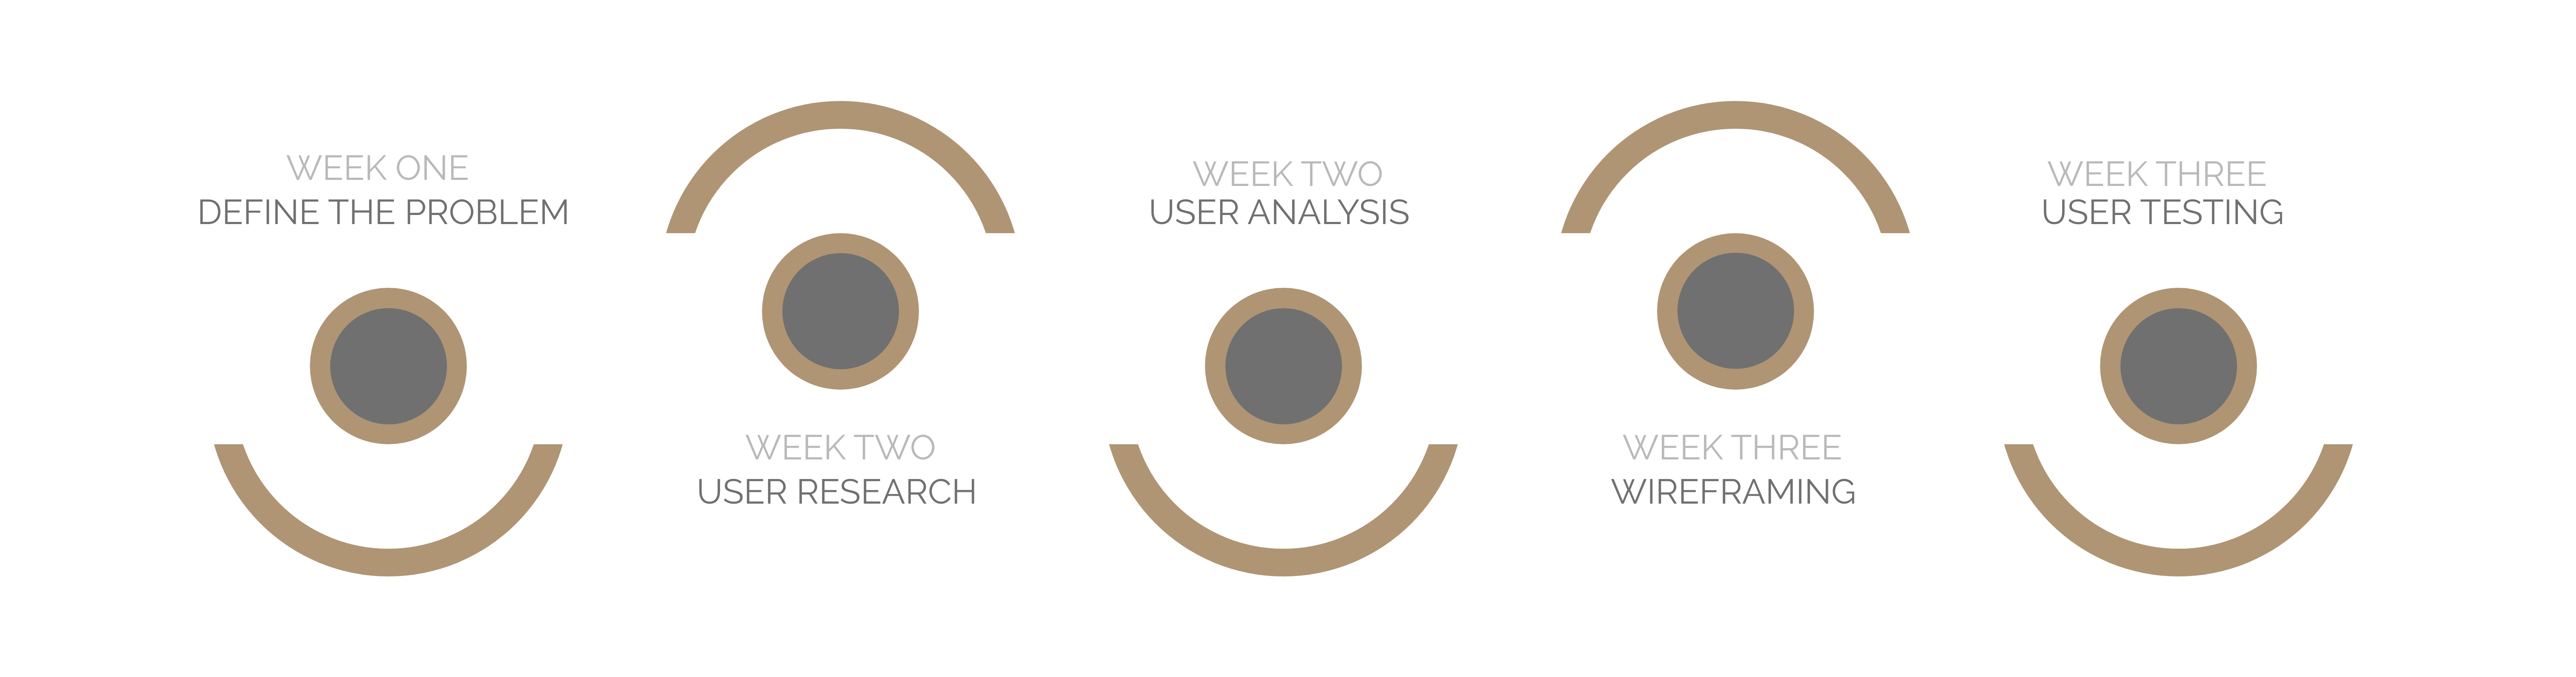 WEEK ONE
DEFINE THE PROBLEM
WEEK TWO
USER RESEARCH
WEEK TWO
USER ANALYSIS
WEEK THREE
WIREFRAMING
WEEK THREE
USER TESTING